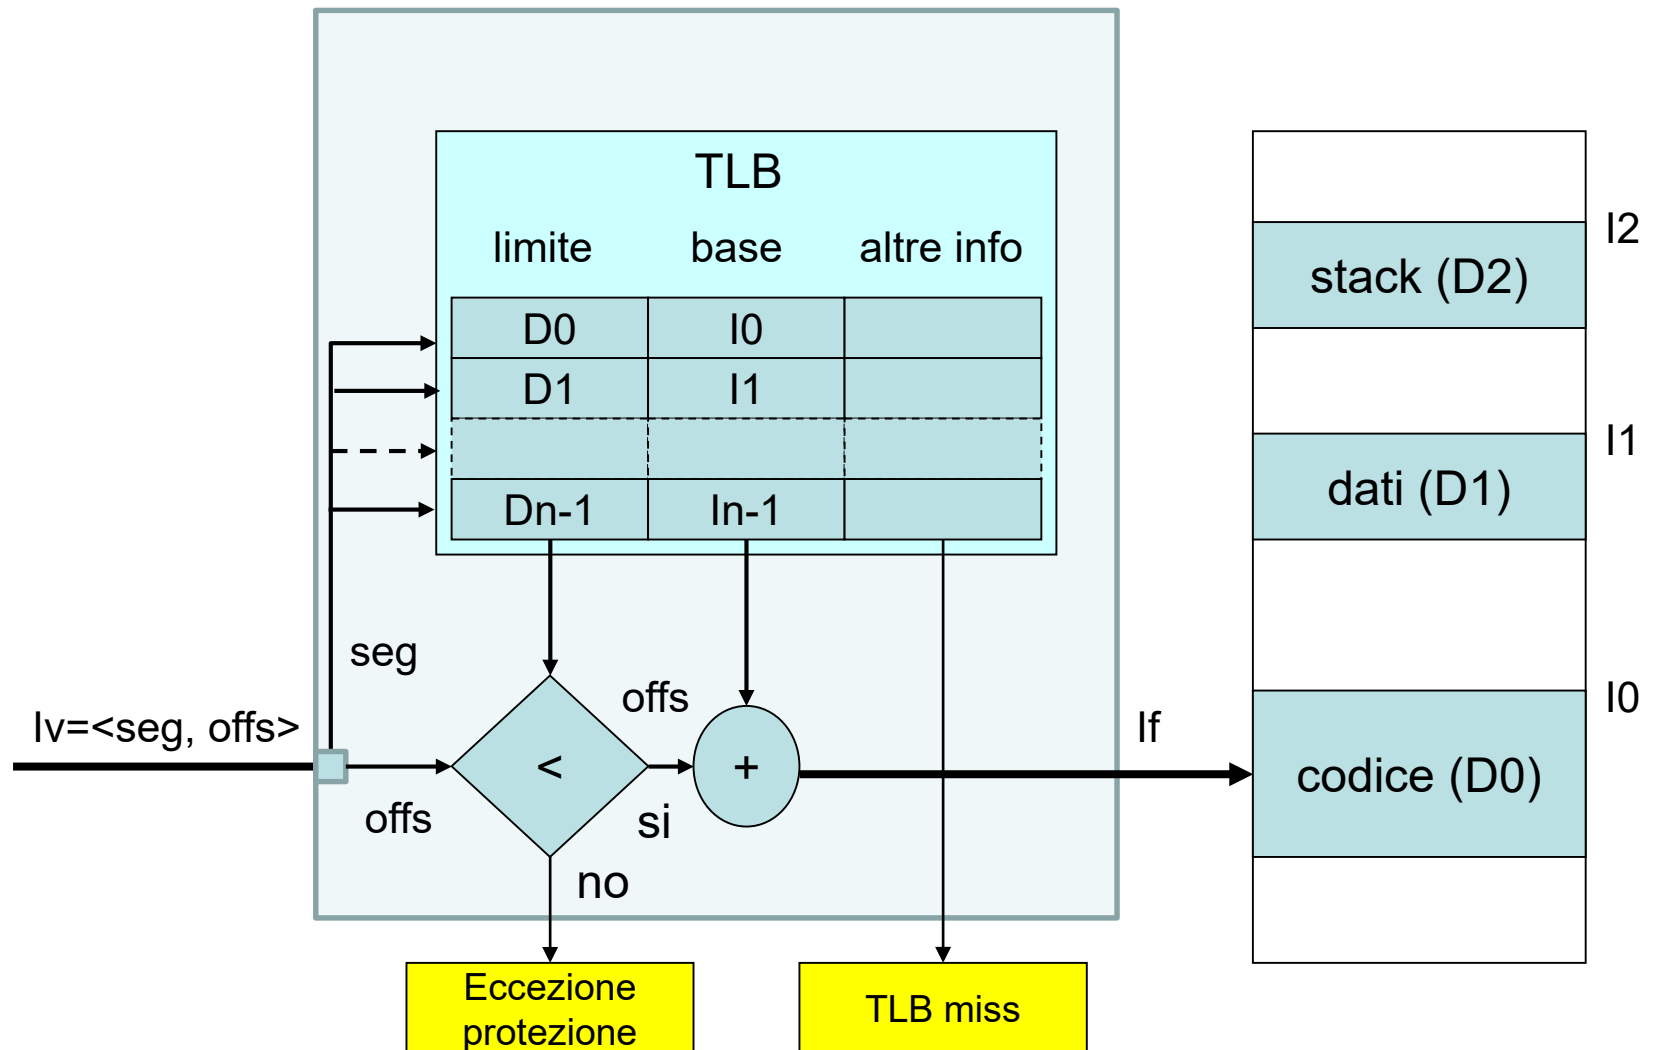 TLB
limite base altre info
D0 I0
D1 I1
Dn-1 In-1
seg
Iv=<seg, offs>
offs
<
offs
si
+
no
If
Eccezione
protezione
TLB miss
I2
stack (D2)
I1
dati (D1)
I0
codice (D0)